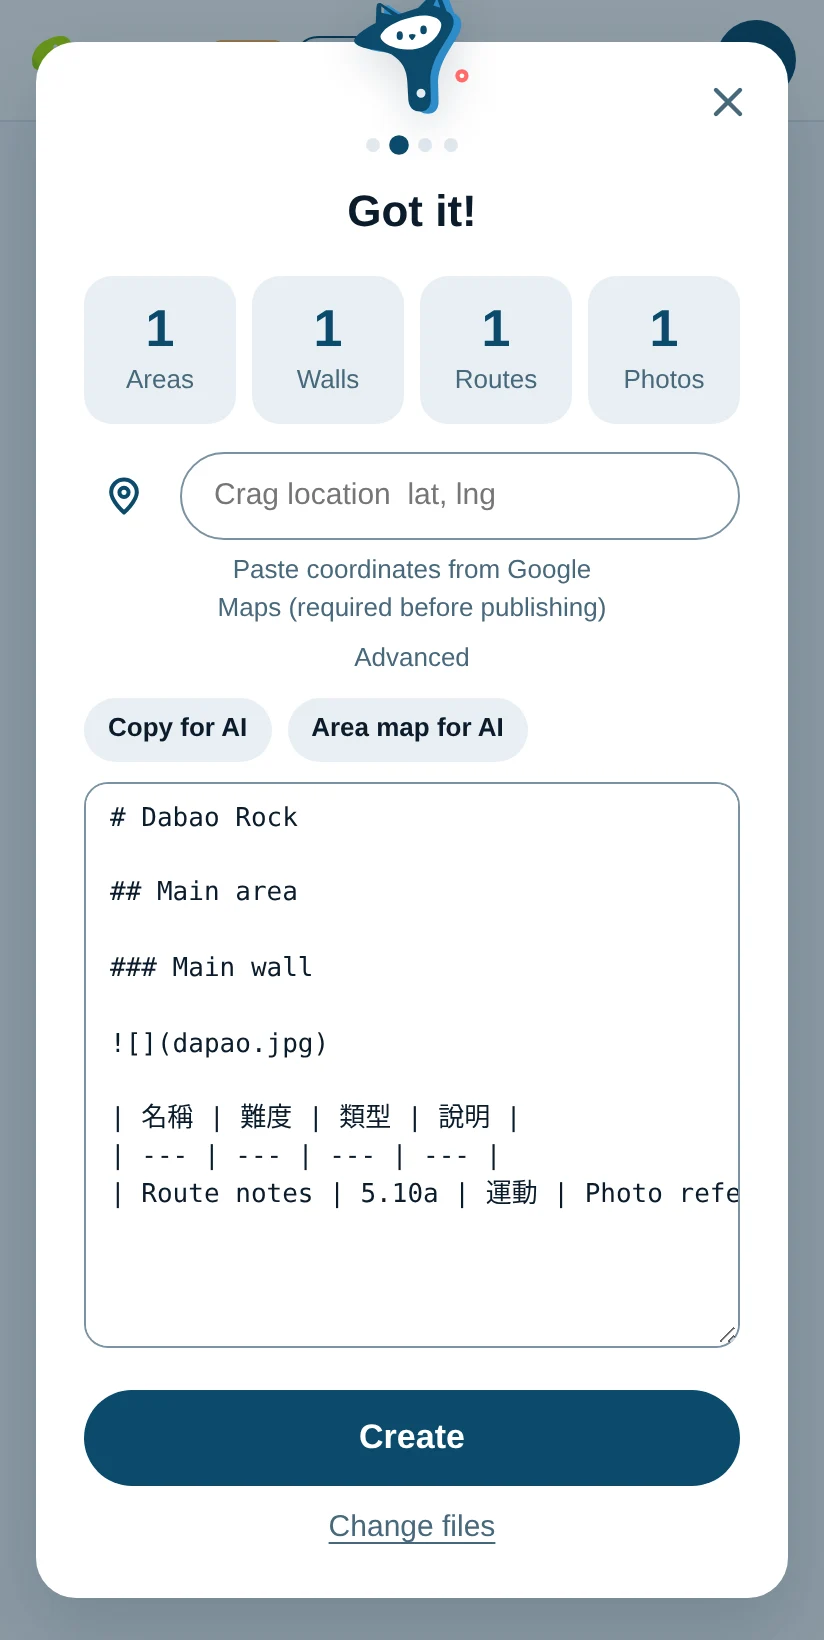 Got it!
1 1 1 1
Areas Walls Routes Photos
Crag location  lat, lng
Paste coordinates from Google
Maps (required before publishing)
Advanced
Copy for AI Area map for AI
# Dabao Rock
## Main area
### Main wall
![](dapao.jpg)
| 名稱 | 難度 | 類型 | 說明 |
| --- | --- | --- | --- |
| Route notes | 5.10a | 運動 | Photo refe
Create
Change files